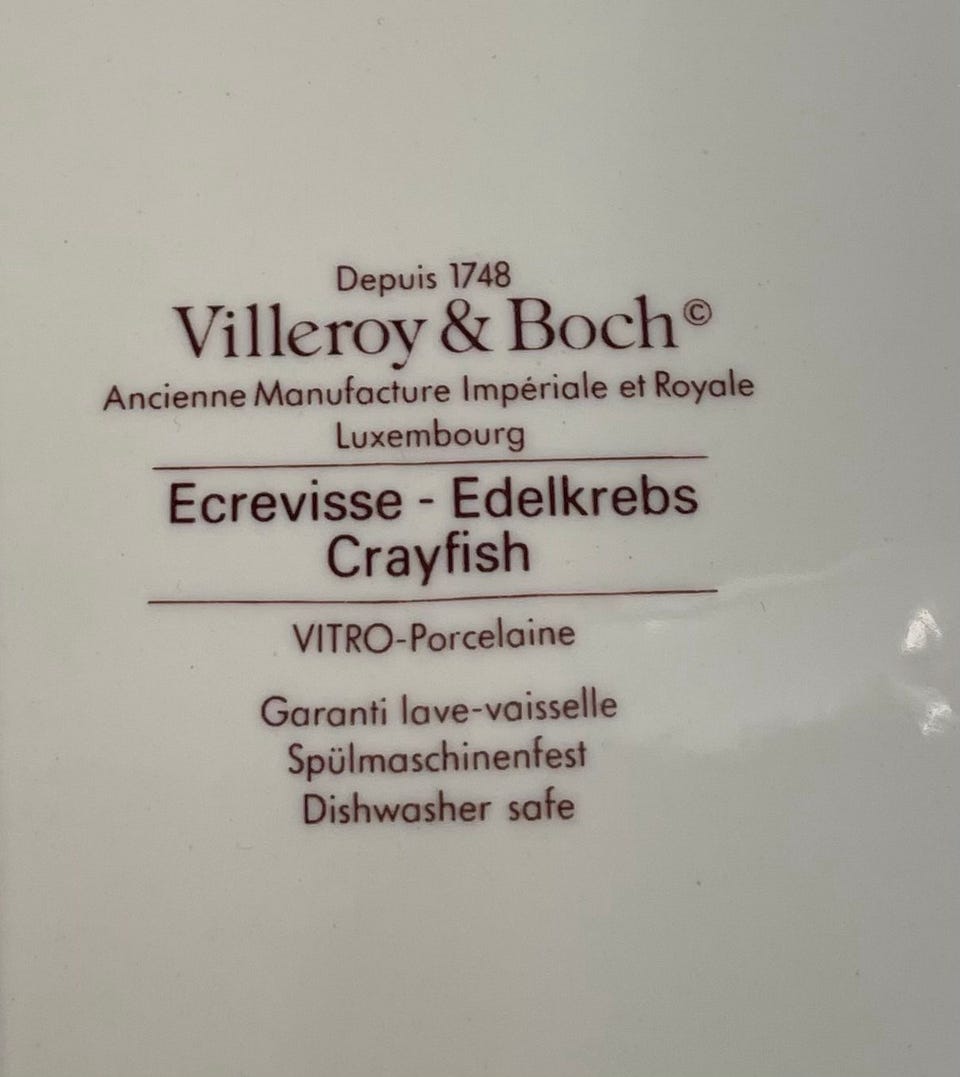 Depuis 1748
Villeroy & Boch©
Ancienne Manufacture Impériale et Royale
Luxembourg
Ecrevisse - Edelkrebs
Crayfish
VITRO-Porcelaine
Garanti lave-vaisselle
Spülmaschinenfest
Dishwasher safe